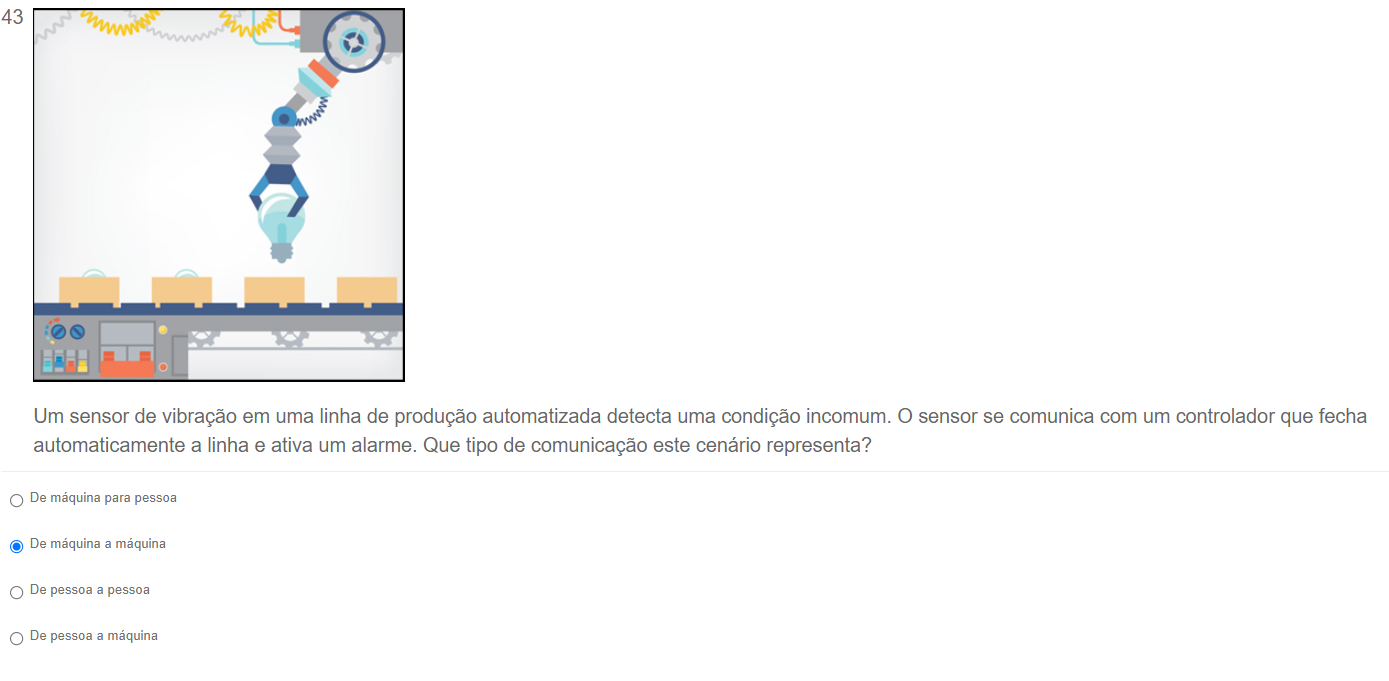 43
Um sensor de vibração em uma linha de produção automatizada detecta uma condição incomum. O sensor se comunica com um controlador que fecha
automaticamente a linha e ativa um alarme. Que tipo de comunicação este cenário representa?
De máquina para pessoa
De máquina a máquina
De pessoa a pessoa
De pessoa a máquina